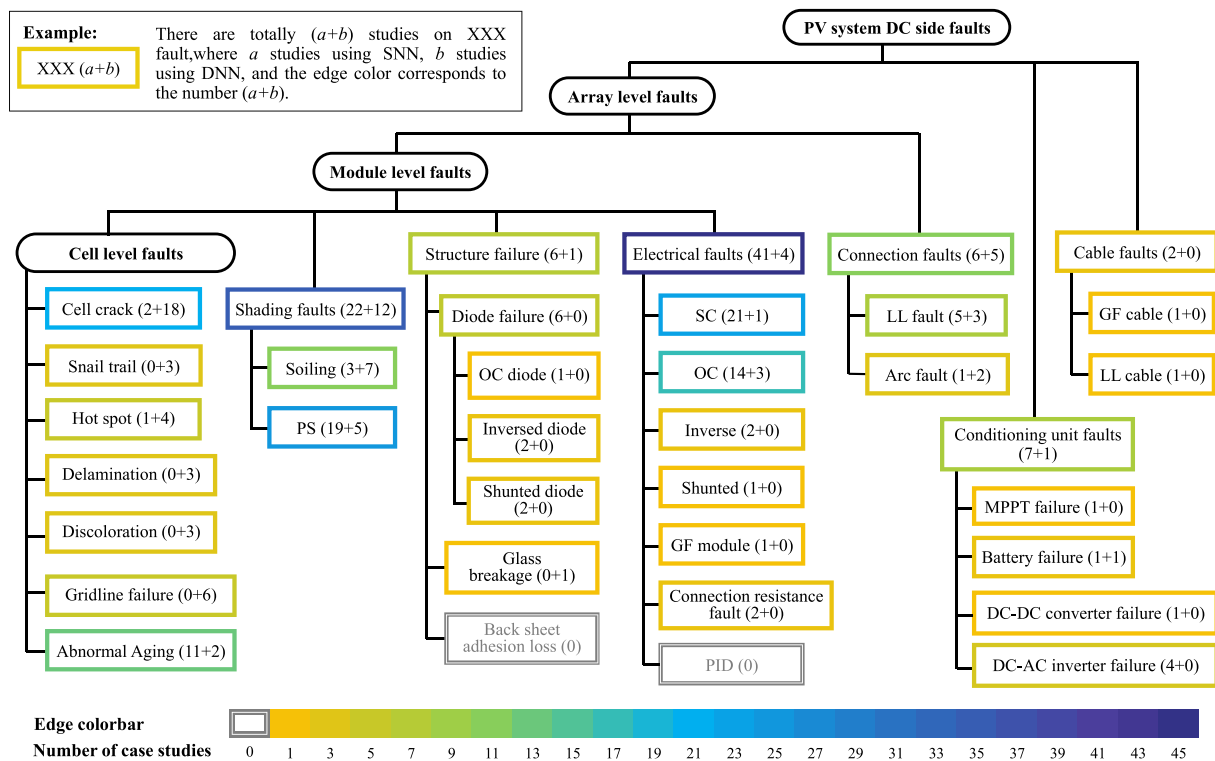 Example:
XXX (a+b)
There are totally (a+b) studies on XXX
fault,where a studies using SNN, b studies
using DNN, and the edge color corresponds to
the number (a+b).
PV system DC side faults
Array level faults
Module level faults
Cell level faults
Cell crack (2+18)
Snail trail (0+3)
Hot spot (1+4)
Delamination (0+3)
Discoloration (0+3)
Gridline failure (0+6)
Abnormal Aging (11+2)
Shading faults (22+12)
Soiling (3+7)
PS (19+5)
Structure failure (6+1)
Diode failure (6+0)
OC diode (1+0)
Inversed diode
(2+0)
Shunted diode
(2+0)
Glass
breakage (0+1)
Back sheet
adhesion loss (0)
Electrical faults (41+4)
SC (21+1)
OC (14+3)
Inverse (2+0)
Shunted (1+0)
GF module (1+0)
Connection resistance
fault (2+0)
PID (0)
Connection faults (6+5)
LL fault (5+3)
Arc fault (1+2)
Cable faults (2+0)
GF cable (1+0)
LL cable (1+0)
Conditioning unit faults
(7+1)
MPPT failure (1+0)
Battery failure (1+1)
DC-DC converter failure (1+0)
DC-AC inverter failure (4+0)
Edge colorbar
Number of case studies 0 1 3 5 7 9 11 13 15 17 19 21 23 25 27 29 31 33 35 37 39 41 43 45